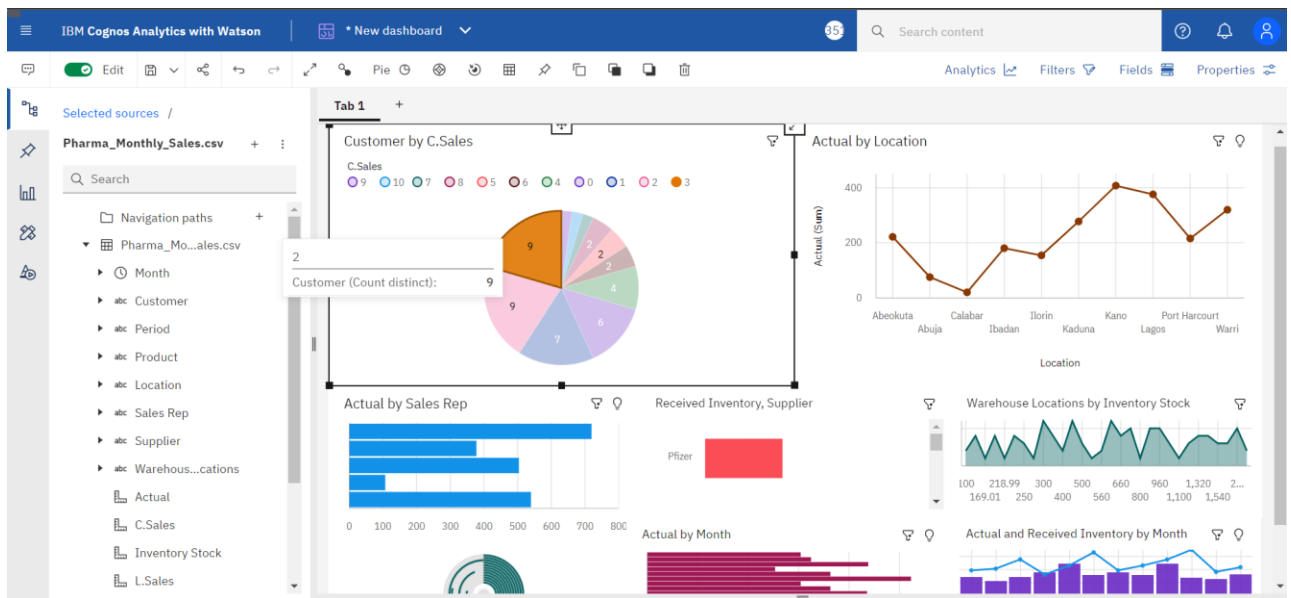 IBM Cognos Analytics with Watson
* New dashboard
Search content
Edit
Pie
Analytics
Filters
Fields
Properties
Selected sources /
Pharma_Monthly_Sales.csv
Search
Navigation paths
Pharma_Mo...ales.csv
Month
abc Customer
abc Period
abc Product
abc Location
abc Sales Rep
abc Supplier
abc Warehous...cations
Actual
C.Sales
Inventory Stock
L.Sales
Tab 1
Customer by C.Sales
C.Sales
9 10 7 8 5 6 4 0 1 2 3
9
2
2
2
4
6
7
9
2
Customer (Count distinct): 9
Actual by Location
Actual (Sum)
400
200
0
Abeokuta Calabar Ilorin Kano Port Harcourt
Abuja Ibadan Kaduna Lagos Warri
Location
Actual by Sales Rep
0 100 200 300 400 500 600 700 800
Received Inventory, Supplier
Pfizer
Warehouse Locations by Inventory Stock
100 218.99 300 500 660 960 1,320 2...
169.01 250 400 560 800 1,100 1,540
Actual by Month
Actual and Received Inventory by Month